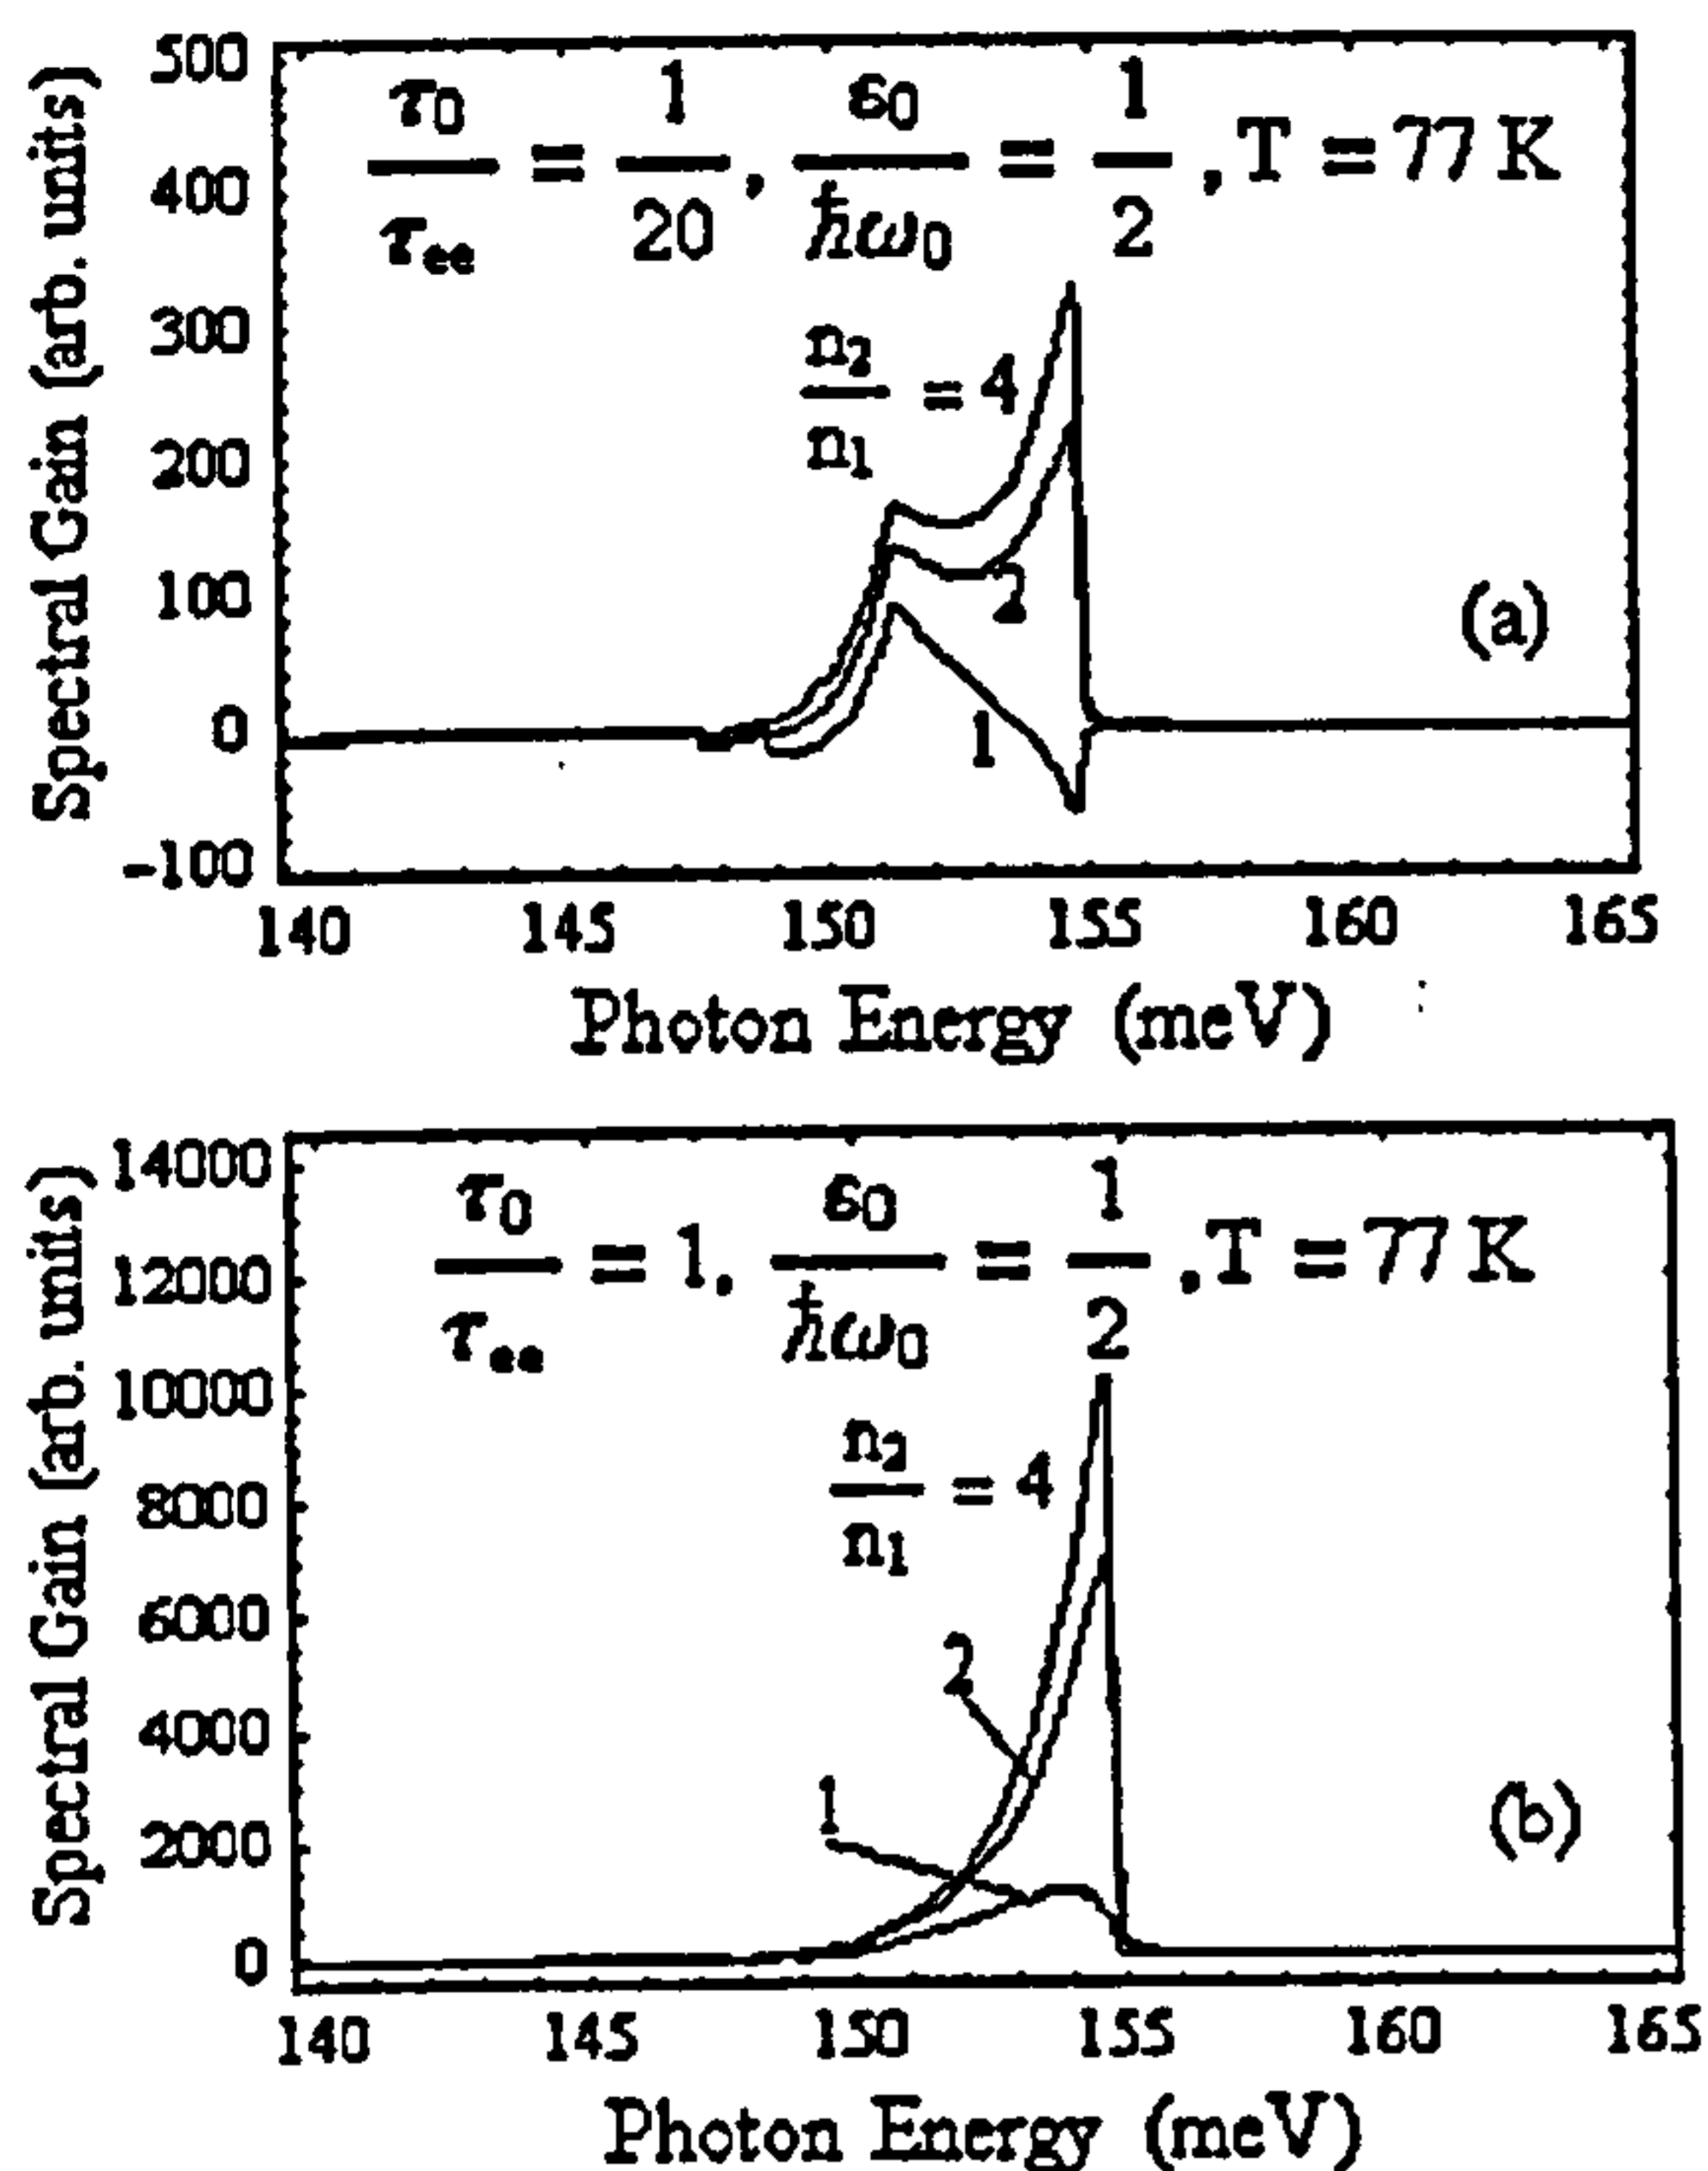 500
400
300
200
100
0
-100
Spectral Gain (arb. units)
τ0/τee = 1/20, ε0/ħω0 = 1/2, T = 77 K
n2/n1 = 4
2
1
(a)
140 145 150 155 160 165
Photon Energy (meV)
14000
12000
10000
8000
6000
4000
2000
0
Spectral Gain (arb. units)
τ0/τee = 1. ε0/ħω0 = 1/2 .T = 77 K
n2/n1 = 4
2
1
(b)
140 145 150 155 160 165
Photon Energy (meV)